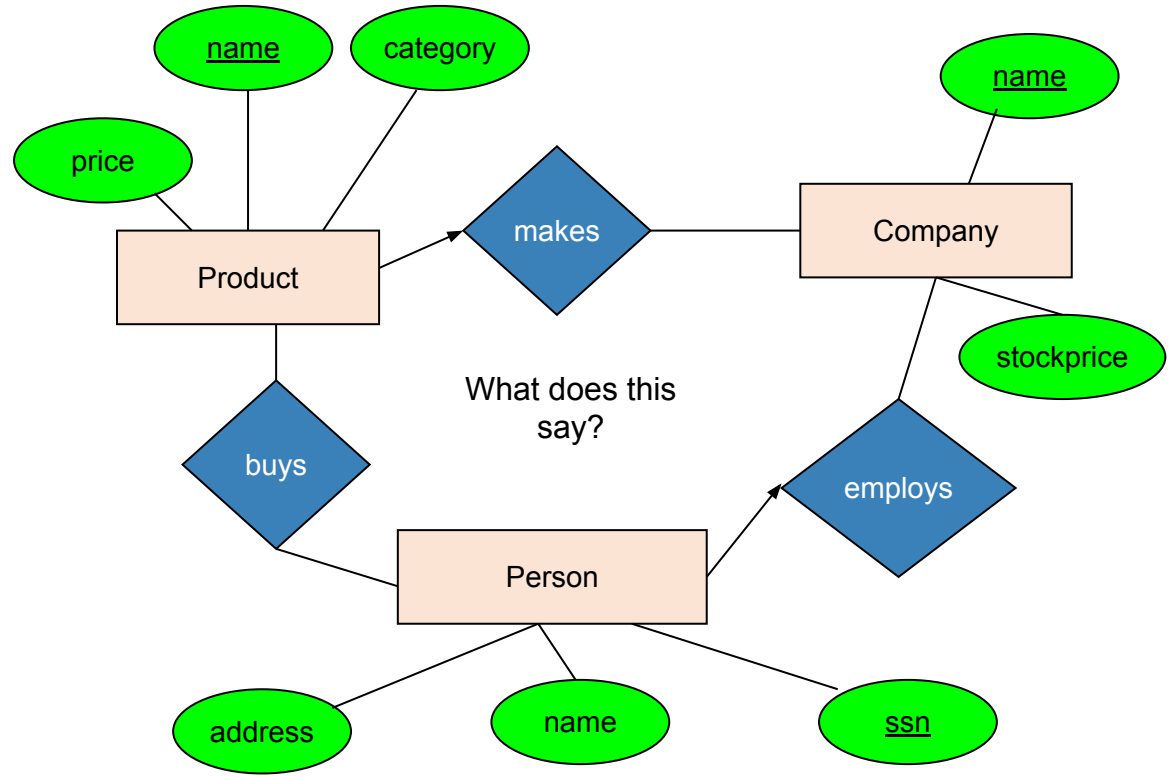 name
category
name
price
makes
Company
Product
stockprice
What does this
say?
buys
employs
Person
address
name
ssn